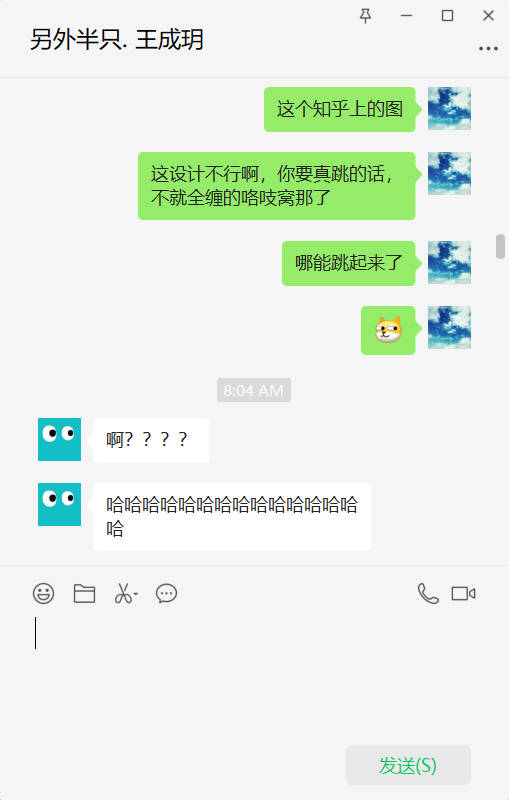 另外半只. 王成玥
这个知乎上的图
这设计不行啊，你要真跳的话，
不就全缠的咯吱窝那了
哪能跳起来了
8:04 AM
啊？？？？
哈哈哈哈哈哈哈哈哈哈哈哈哈哈
哈
发送(S)